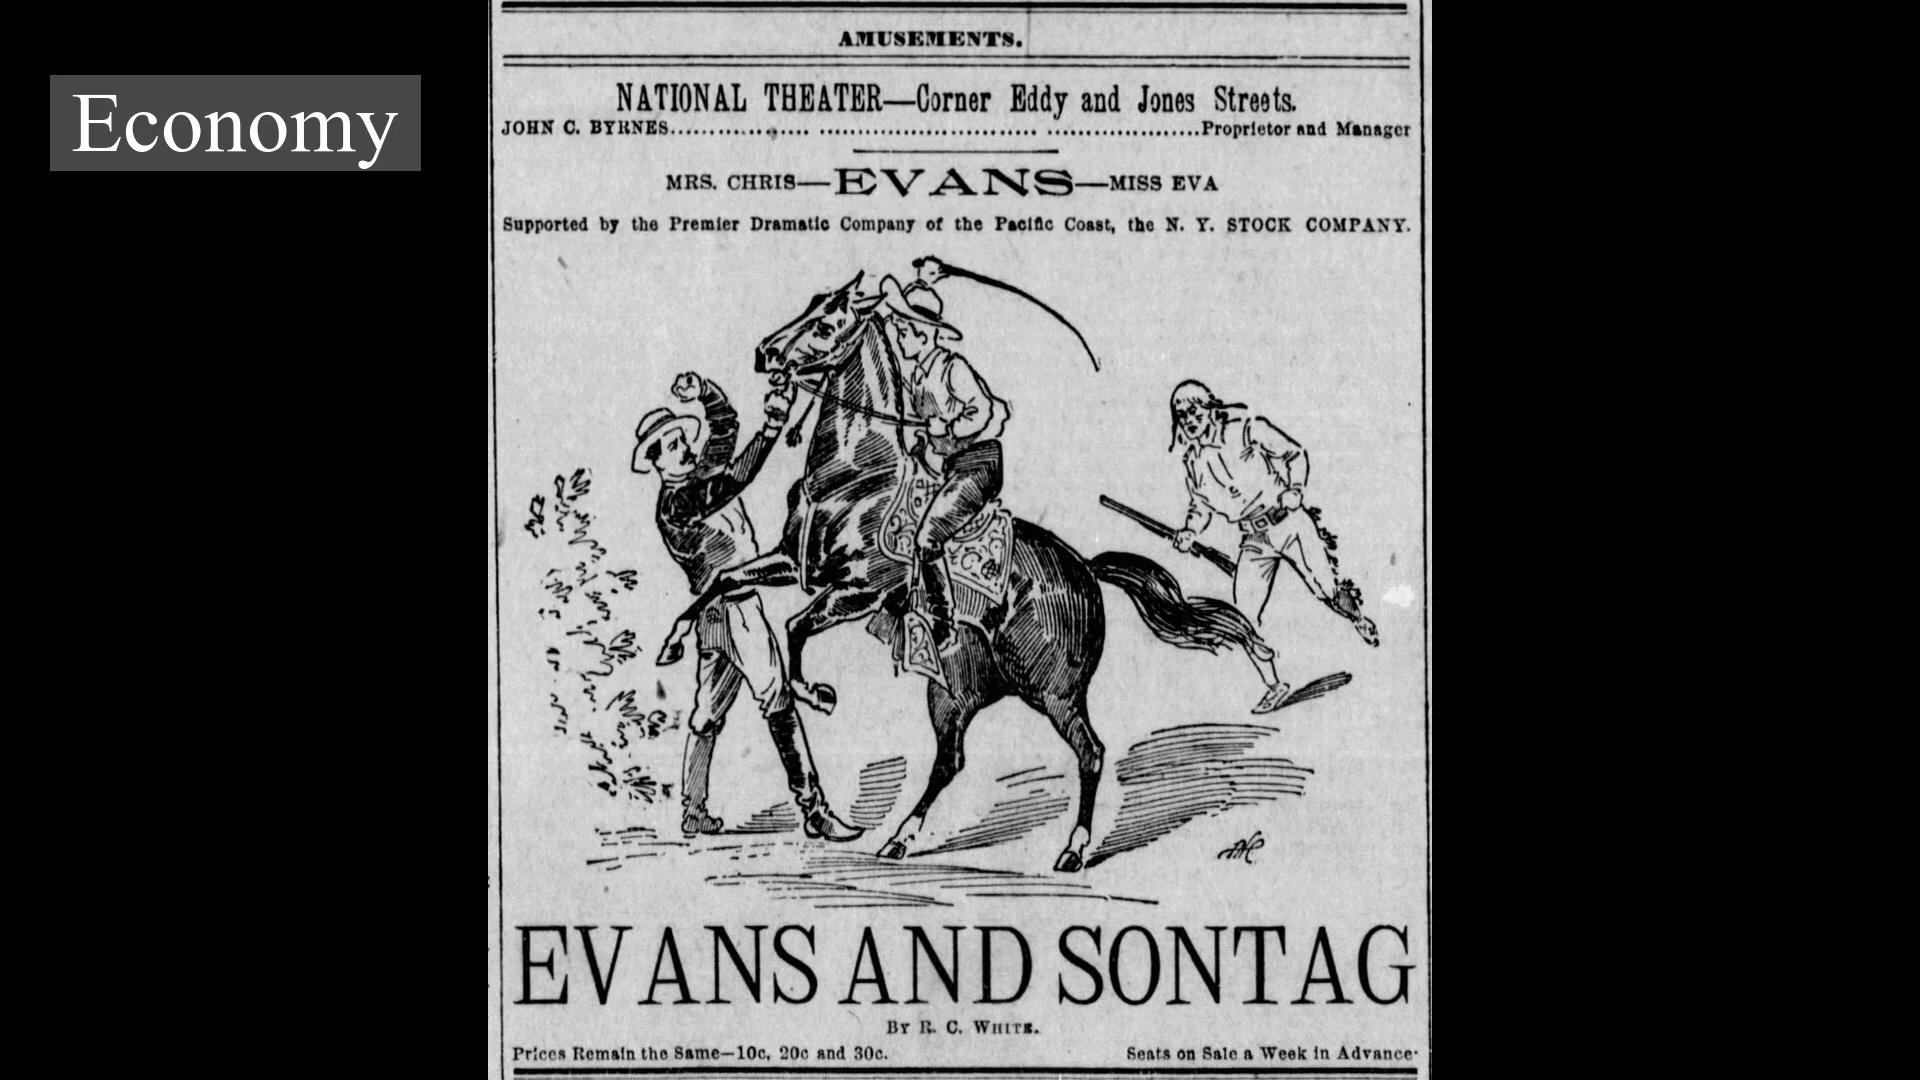 Economy
AMUSEMENTS.
NATIONAL THEATER—Corner Eddy and Jones Streets.
JOHN C. BYRNES.................................................................Proprietor and Manager
MRS. CHRIS—EVANS—MISS EVA
Supported by the Premier Dramatic Company of the Pacific Coast, the N. Y. STOCK COMPANY.
EVANS AND SONTAG
BY R. C. WHITE.
Prices Remain the Same—10c, 20c and 30c. Seats on Sale a Week in Advance.